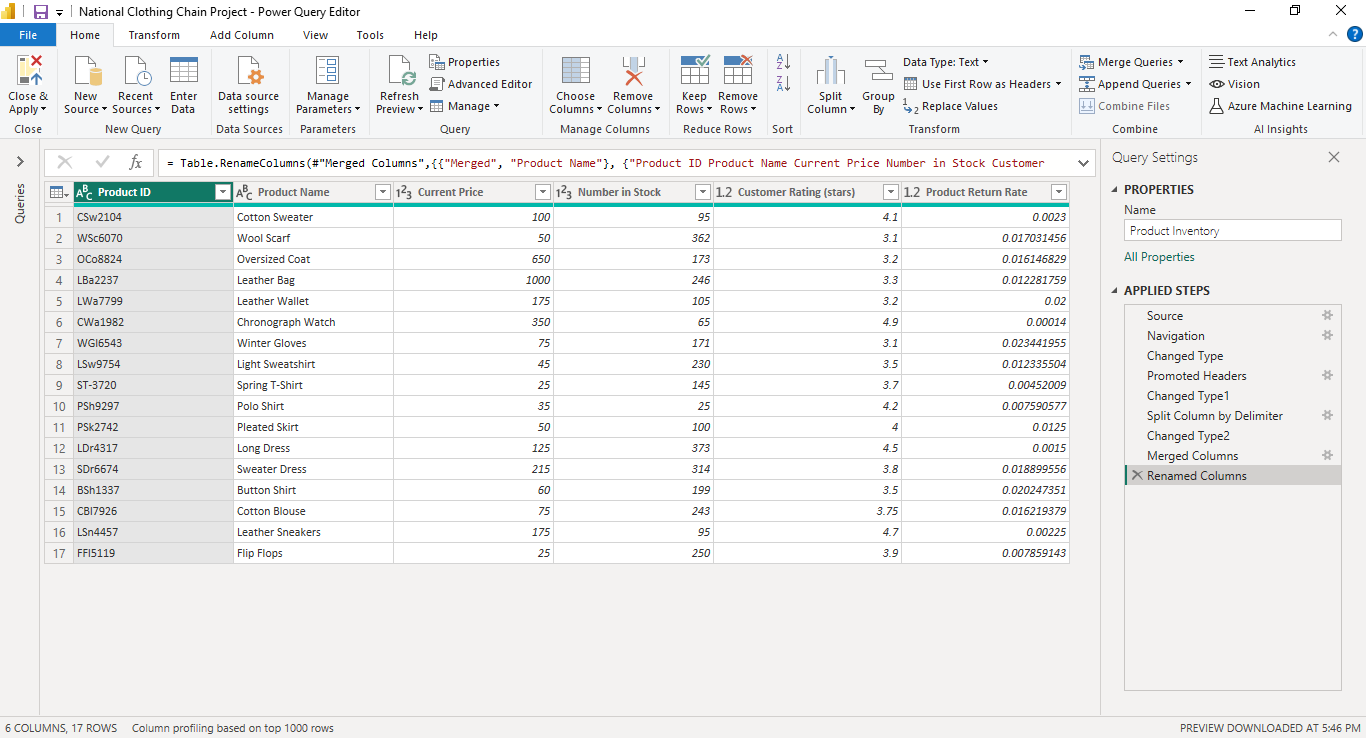 National Clothing Chain Project - Power Query Editor
File Home Transform Add Column View Tools Help
?
Close & Apply
Close
New Source
Recent Sources
Enter Data
New Query
Data source settings
Data Sources
Manage Parameters
Parameters
Refresh Preview
Properties
Advanced Editor
Manage
Query
Choose Columns
Remove Columns
Manage Columns
Keep Rows
Remove Rows
Reduce Rows
Sort
Split Column
Group By
Data Type: Text
Use First Row as Headers
Replace Values
Transform
Merge Queries
Append Queries
Combine Files
Combine
Text Analytics
Vision
Azure Machine Learning
AI Insights
Queries
fx
= Table.RenameColumns(#"Merged Columns",{{"Merged", "Product Name"}, {"Product ID Product Name Current Price Number in Stock Customer
ABC Product ID ABC Product Name 123 Current Price 123 Number in Stock 1.2 Customer Rating (stars) 1.2 Product Return Rate
1 CSw2104 Cotton Sweater 100 95 4.1 0.0023
2 WSc6070 Wool Scarf 50 362 3.1 0.017031456
3 OCo8824 Oversized Coat 650 173 3.2 0.016146829
4 LBa2237 Leather Bag 1000 246 3.3 0.012281759
5 LWa7799 Leather Wallet 175 105 3.2 0.02
6 CWa1982 Chronograph Watch 350 65 4.9 0.00014
7 WGl6543 Winter Gloves 75 171 3.1 0.023441955
8 LSw9754 Light Sweatshirt 45 230 3.5 0.012335504
9 ST-3720 Spring T-Shirt 25 145 3.7 0.00452009
10 PSh9297 Polo Shirt 35 25 4.2 0.007590577
11 PSk2742 Pleated Skirt 50 100 4 0.0125
12 LDr4317 Long Dress 125 373 4.5 0.0015
13 SDr6674 Sweater Dress 215 314 3.8 0.018899556
14 BSh1337 Button Shirt 60 199 3.5 0.020247351
15 CBl7926 Cotton Blouse 75 243 3.75 0.016219379
16 LSn4457 Leather Sneakers 175 95 4.7 0.00225
17 FFl5119 Flip Flops 25 250 3.9 0.007859143
Query Settings
PROPERTIES
Name
Product Inventory
All Properties
APPLIED STEPS
Source
Navigation
Changed Type
Promoted Headers
Changed Type1
Split Column by Delimiter
Changed Type2
Merged Columns
Renamed Columns
6 COLUMNS, 17 ROWS Column profiling based on top 1000 rows
PREVIEW DOWNLOADED AT 5:46 PM